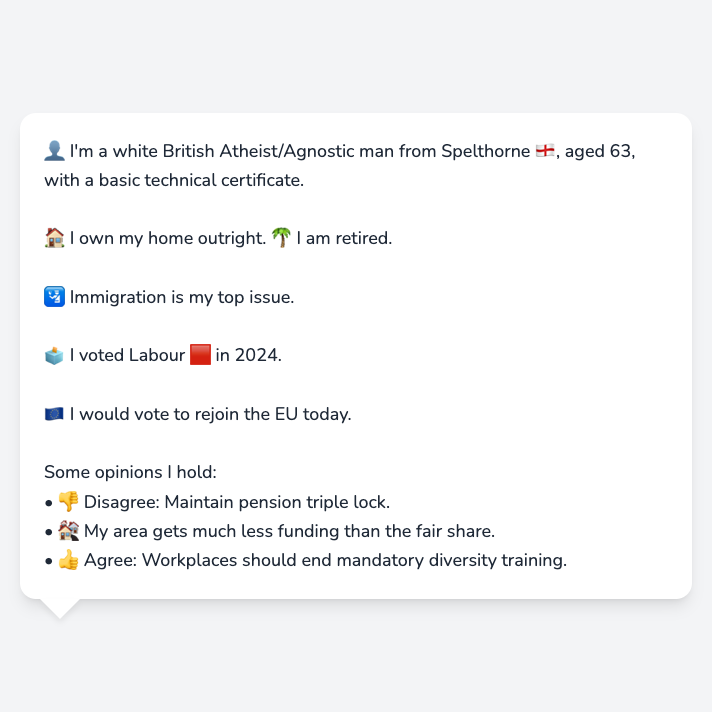 👤 I'm a white British Atheist/Agnostic man from Spelthorne 🏴󠁧󠁢󠁥󠁮󠁧󠁿, aged 63,
with a basic technical certificate.
🏠 I own my home outright. 🌴 I am retired.
🛂 Immigration is my top issue.
🗳️ I voted Labour 🟥 in 2024.
🇪🇺 I would vote to rejoin the EU today.
Some opinions I hold:
• 👎 Disagree: Maintain pension triple lock.
• 🏚️ My area gets much less funding than the fair share.
• 👍 Agree: Workplaces should end mandatory diversity training.